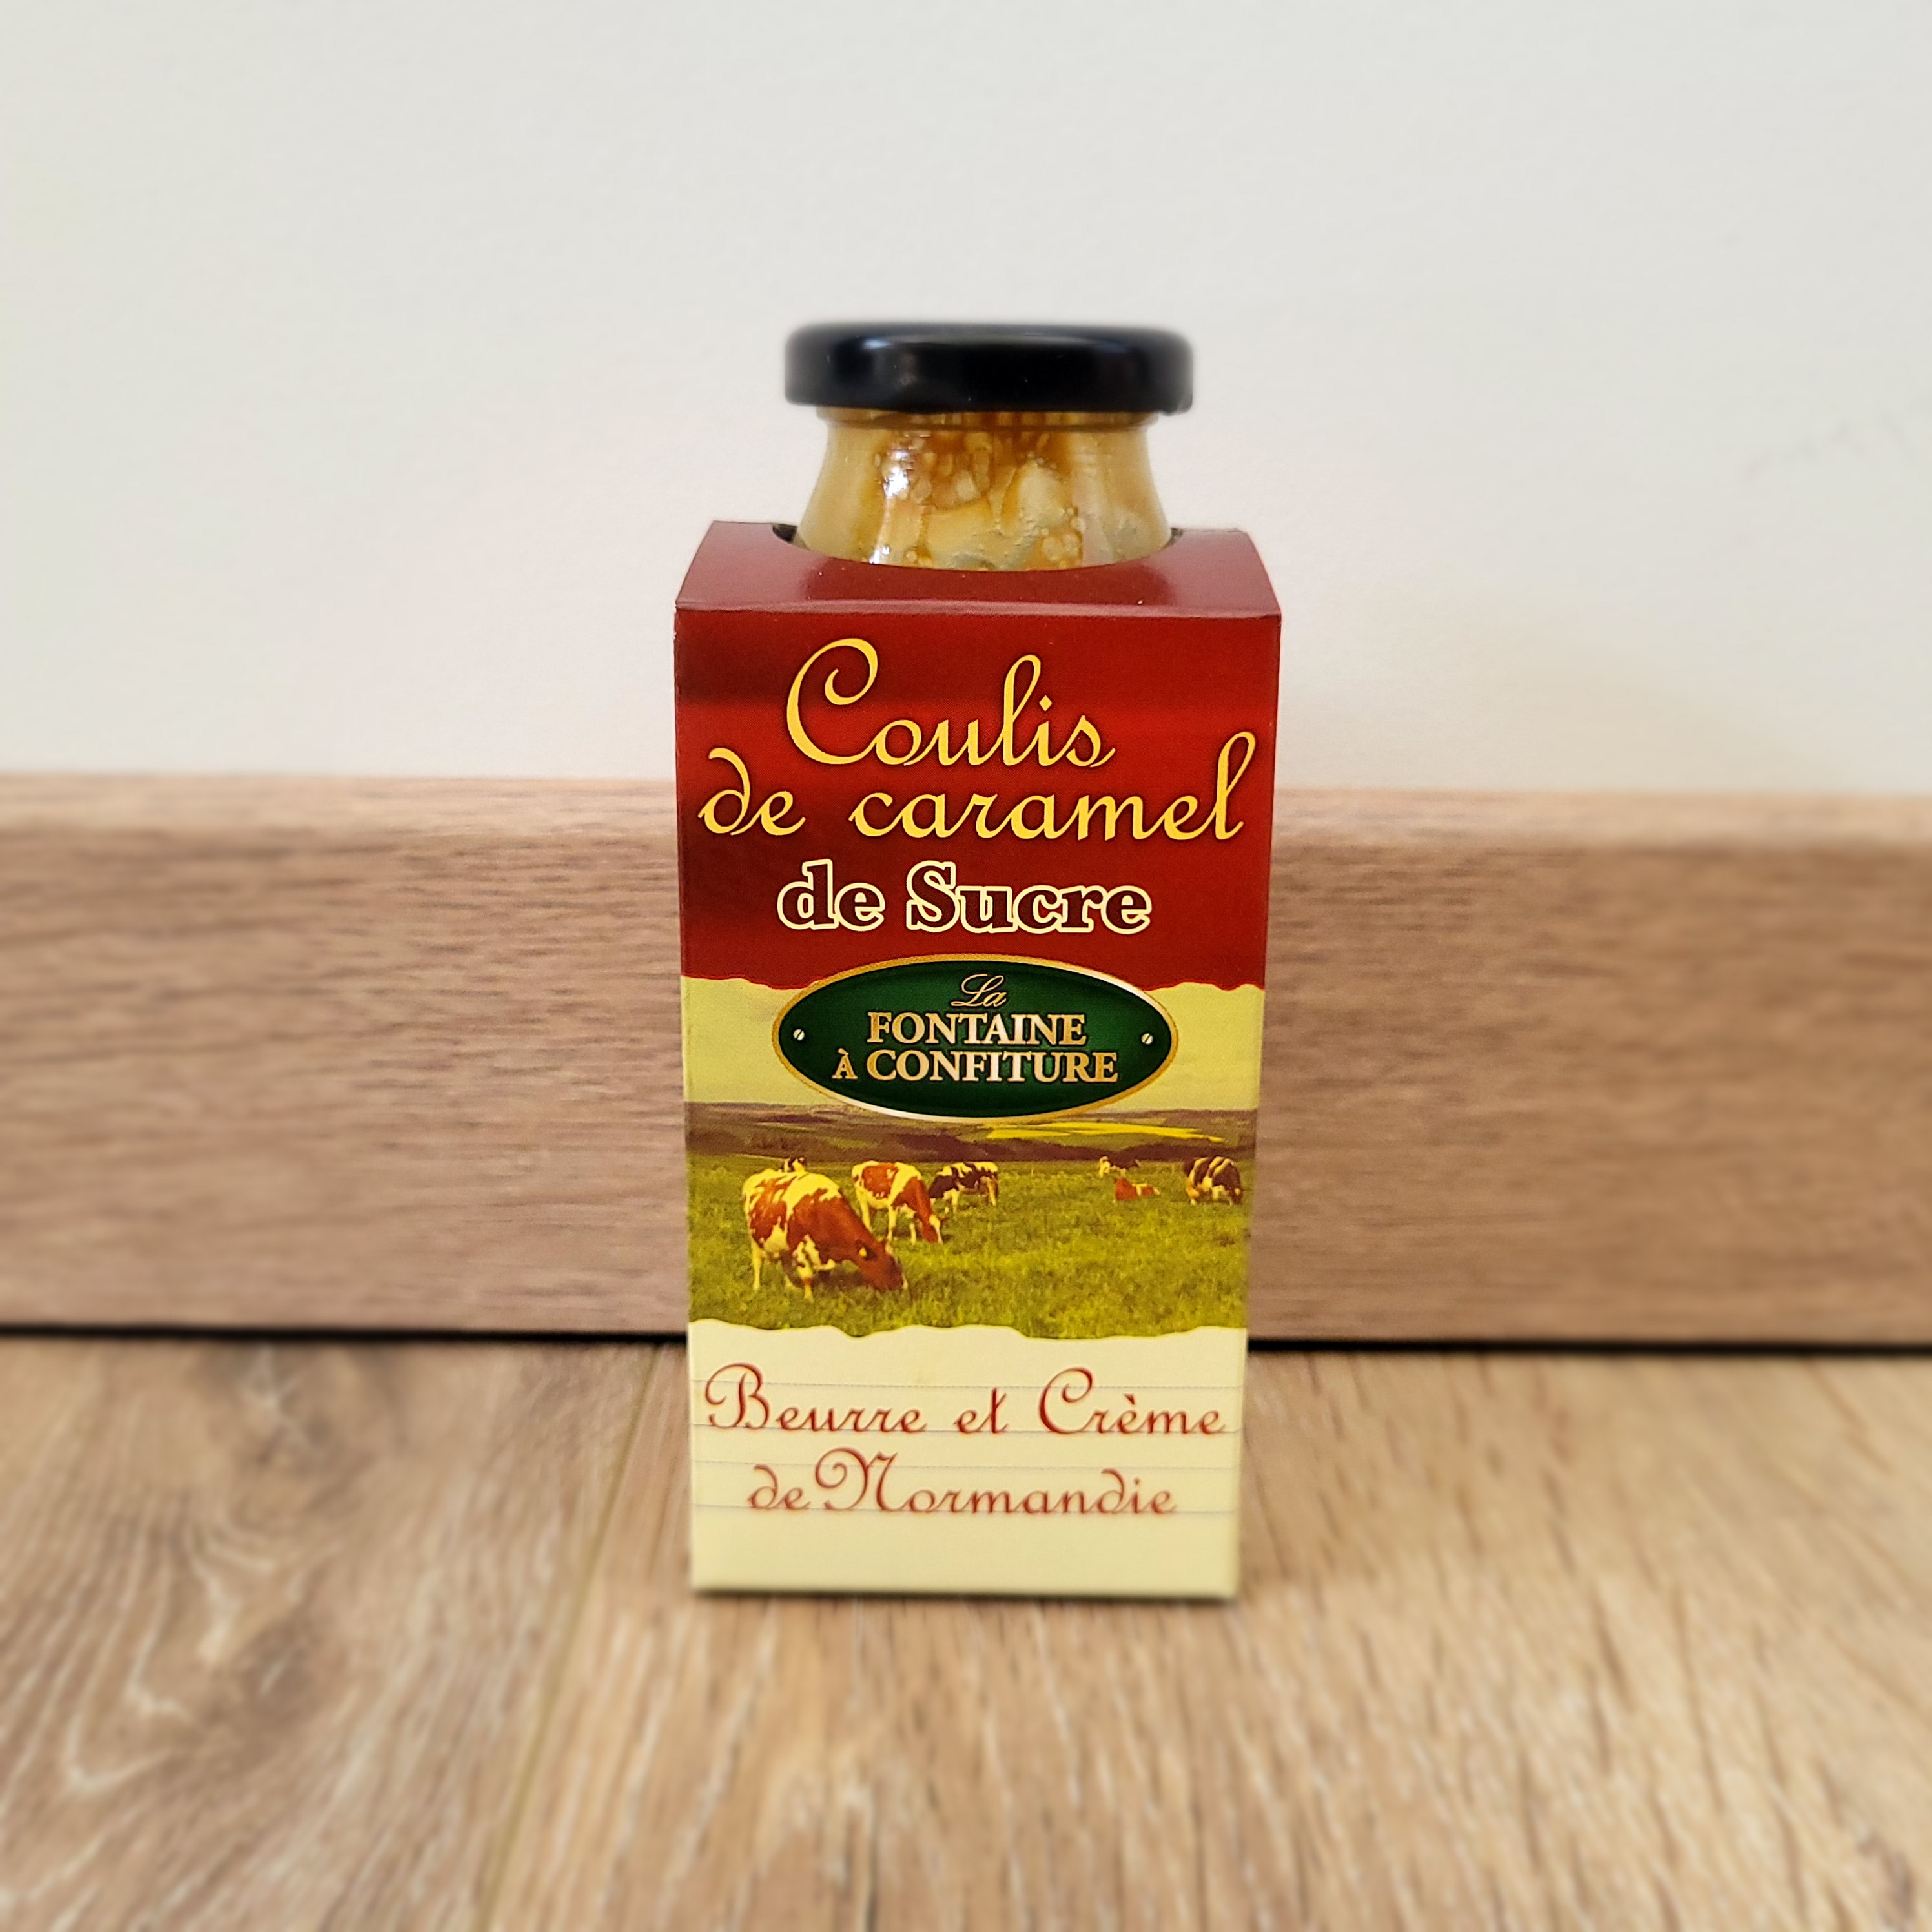 Coulis
de caramel
de Sucre
La
FONTAINE
À CONFITURE
Beurre et Crème
de Normandie